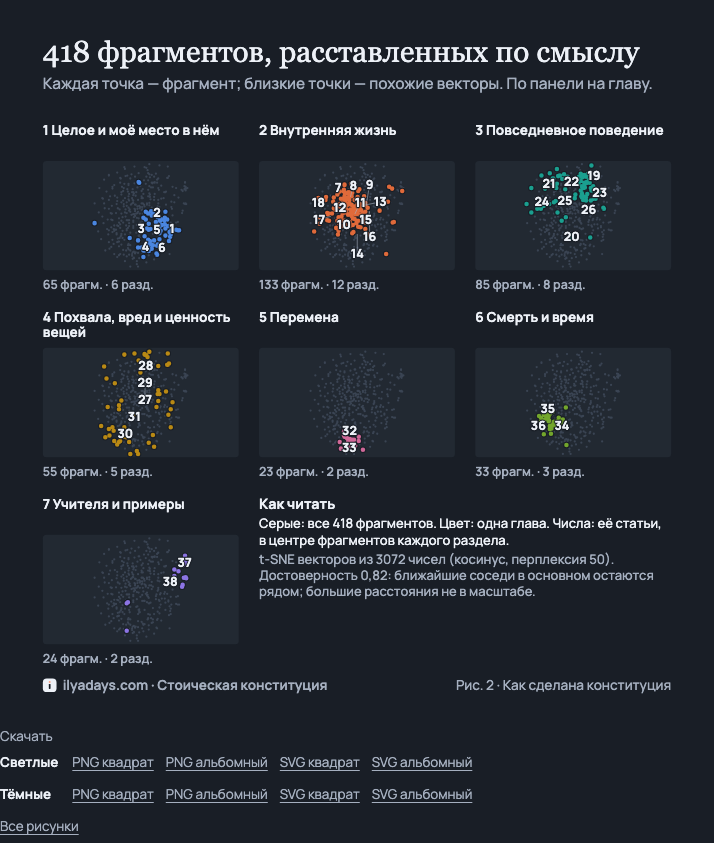 418 фрагментов, расставленных по смыслу
Каждая точка — фрагмент; близкие точки — похожие векторы. По панели на главу.
1 Целое и моё место в нём
2
3 5 1
4 6
65 фрагм. · 6 разд.
2 Внутренняя жизнь
7 8 9
18 12 11 13
17 10 15
16
14
133 фрагм. · 12 разд.
3 Повседневное поведение
21 22 19
23
24 25 26
20
85 фрагм. · 8 разд.
4 Похвала, вред и ценность
вещей
28
29
27
31
30
55 фрагм. · 5 разд.
5 Перемена
32
33
23 фрагм. · 2 разд.
6 Смерть и время
35
36 34
33 фрагм. · 3 разд.
7 Учителя и примеры
37
38
24 фрагм. · 2 разд.
Как читать
Серые: все 418 фрагментов. Цвет: одна глава. Числа: её статьи,
в центре фрагментов каждого раздела.
t-SNE векторов из 3072 чисел (косинус, перплексия 50).
Достоверность 0,82: ближайшие соседи в основном остаются
рядом; большие расстояния не в масштабе.
ilyadays.com · Стоическая конституция
Рис. 2 · Как сделана конституция
Скачать
Светлые PNG квадрат PNG альбомный SVG квадрат SVG альбомный
Тёмные PNG квадрат PNG альбомный SVG квадрат SVG альбомный
Все рисунки